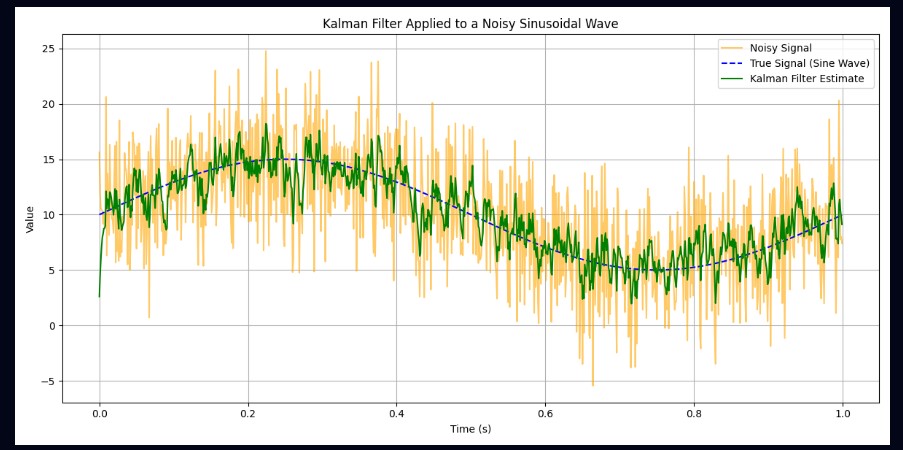 Kalman Filter Applied to a Noisy Sinusoidal Wave
Noisy Signal
True Signal (Sine Wave)
Kalman Filter Estimate
25
20
15
10
5
0
−5
Value
0.0 0.2 0.4 0.6 0.8 1.0
Time (s)